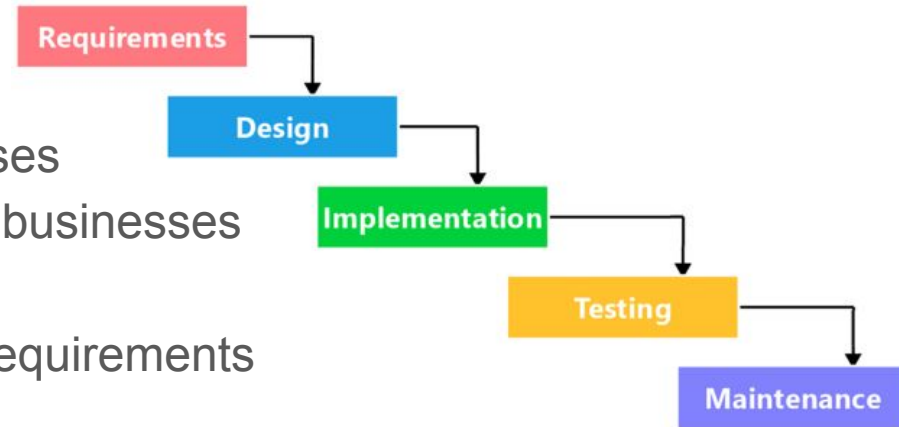 Requirements
Design
ses
businesses
Implementation
Testing
equirements
Maintenance